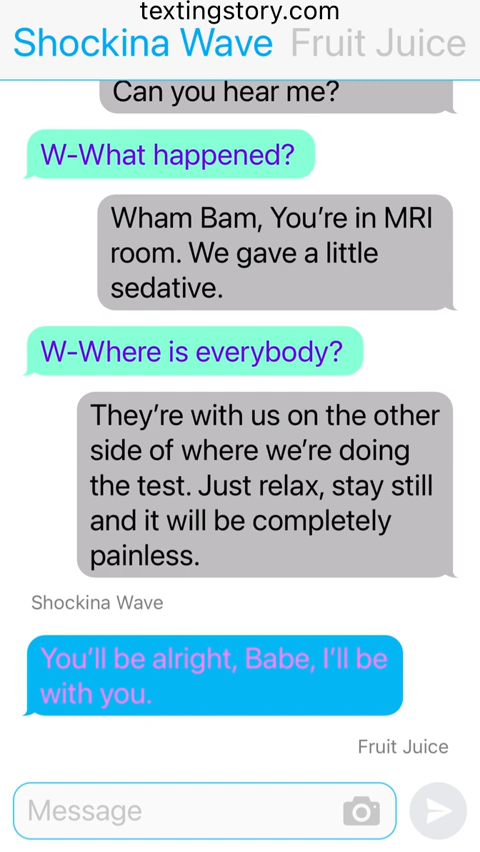 textingstory.com
Shockina Wave Fruit Juice
Can you hear me?
W-What happened?
Wham Bam, You’re in MRI
room. We gave a little
sedative.
W-Where is everybody?
They’re with us on the other
side of where we’re doing
the test. Just relax, stay still
and it will be completely
painless.
Shockina Wave
You’ll be alright, Babe, I’ll be
with you.
Fruit Juice
Message